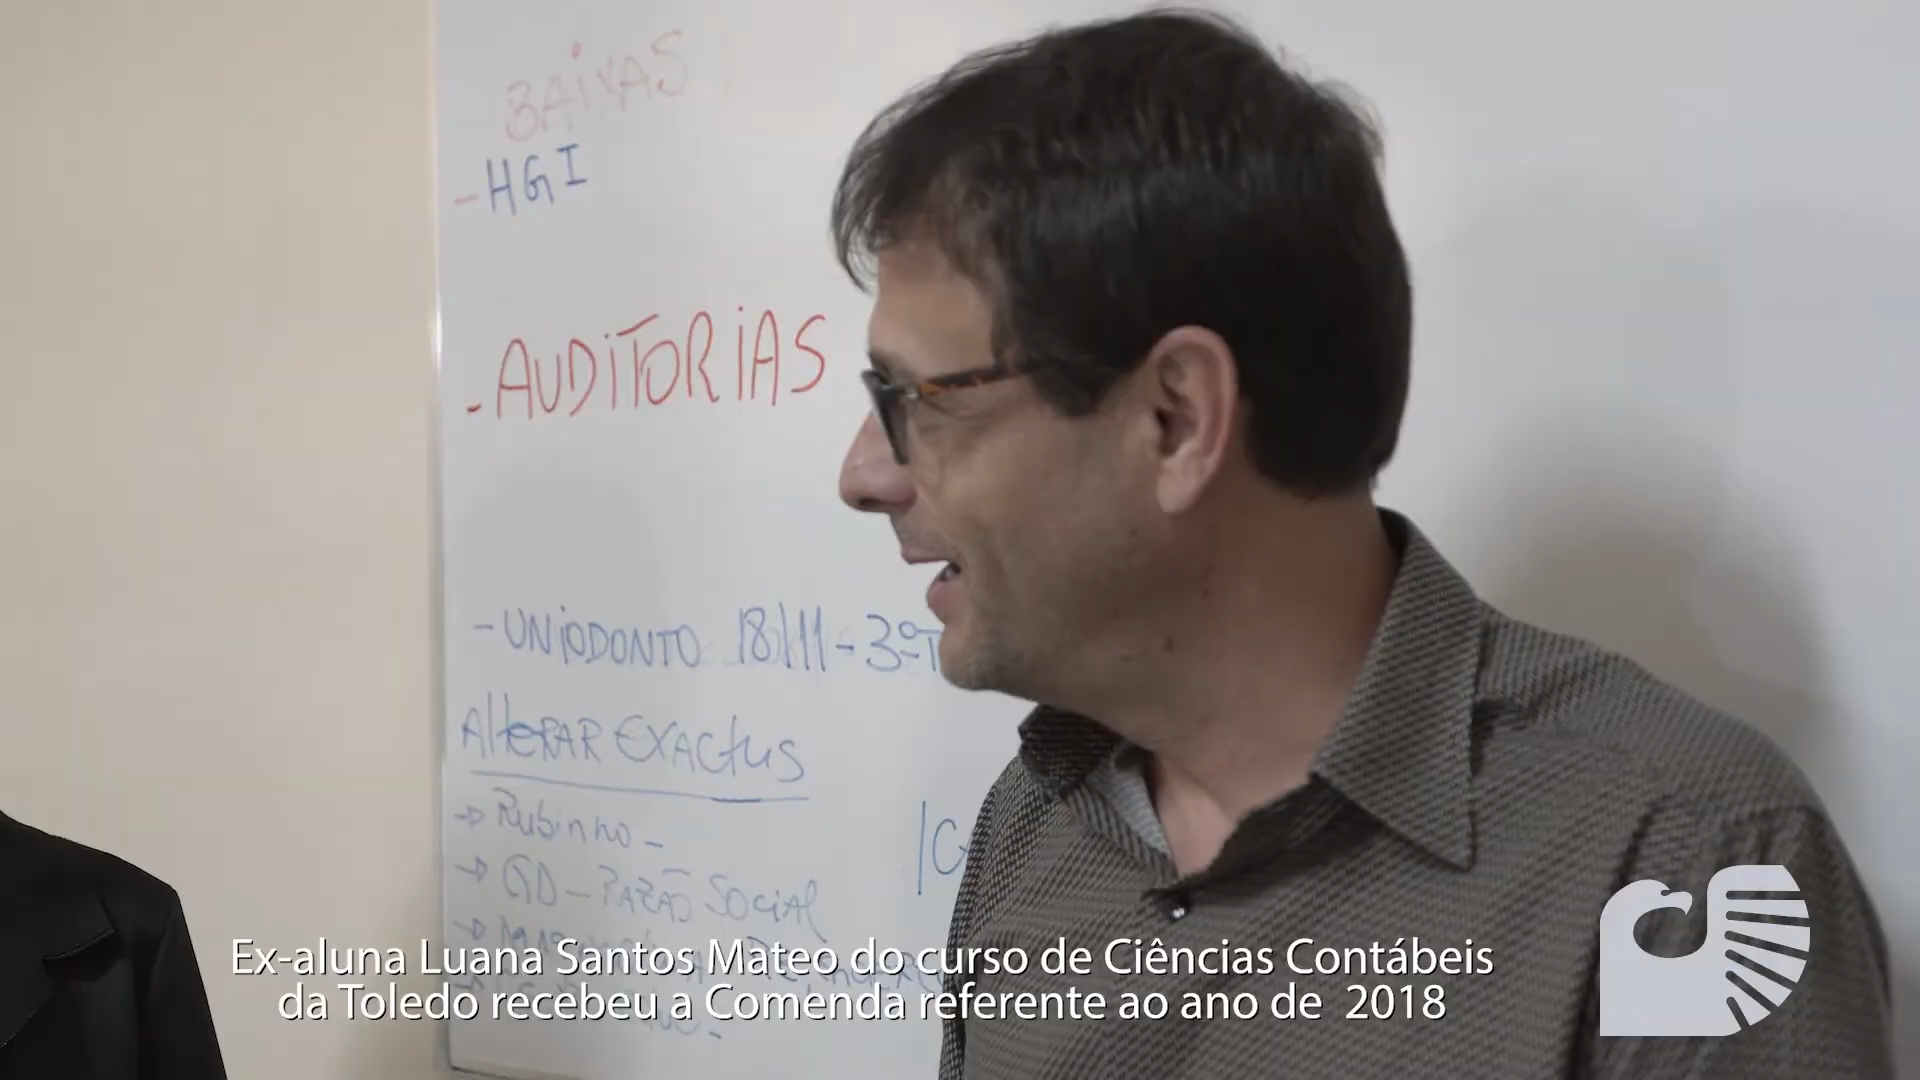 BAIXAS
- HGI
- AUDITORIAS
- UNIODONTO 18/11 - 3º T
AlteRAR EXACTUS
→ Rubinho -
→ GD - RAZÃO SOCIAL
Ex-aluna Luana Santos Mateo do curso de Ciências Contábeis
da Toledo recebeu a Comenda referente ao ano de 2018